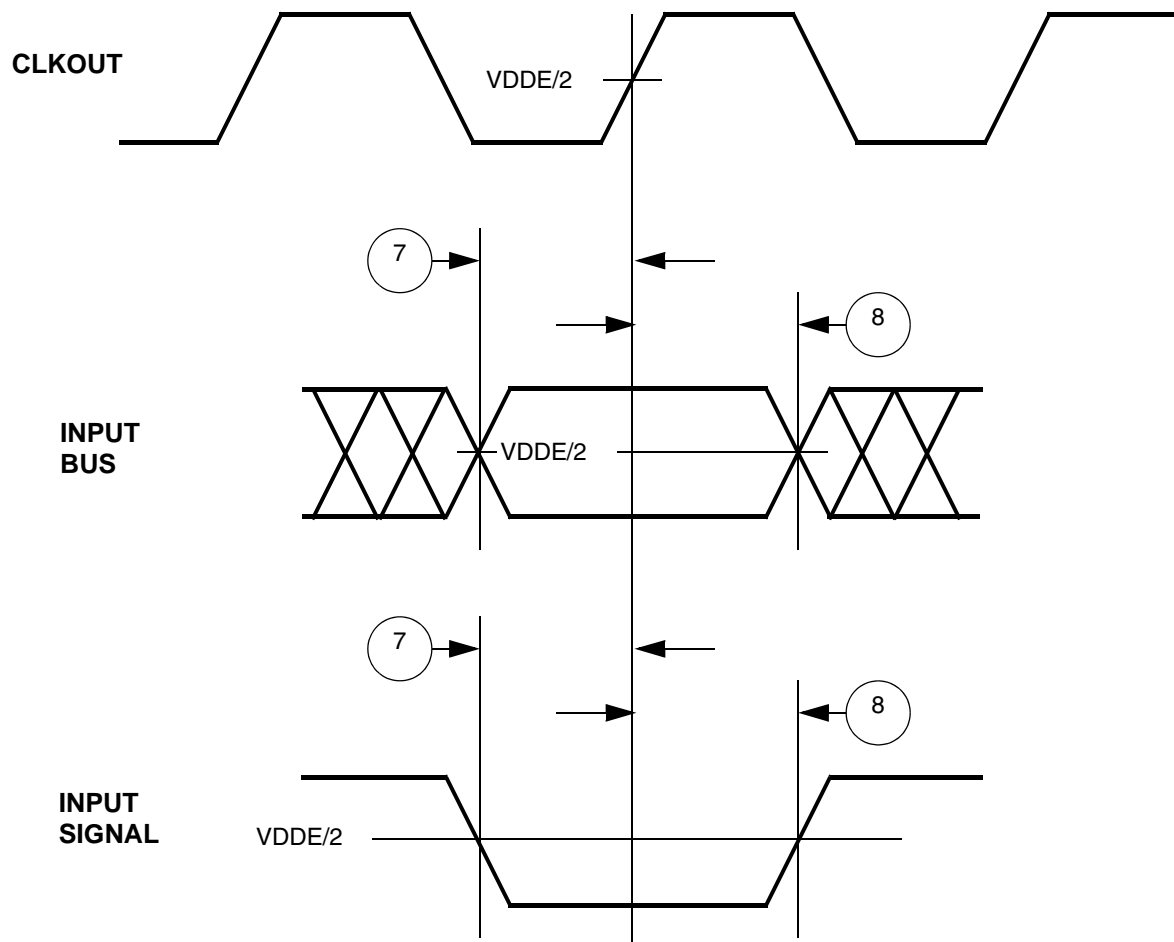 CLKOUT
VDDE/2
7
8
INPUT
BUS
VDDE/2
7
8
INPUT
SIGNAL
VDDE/2